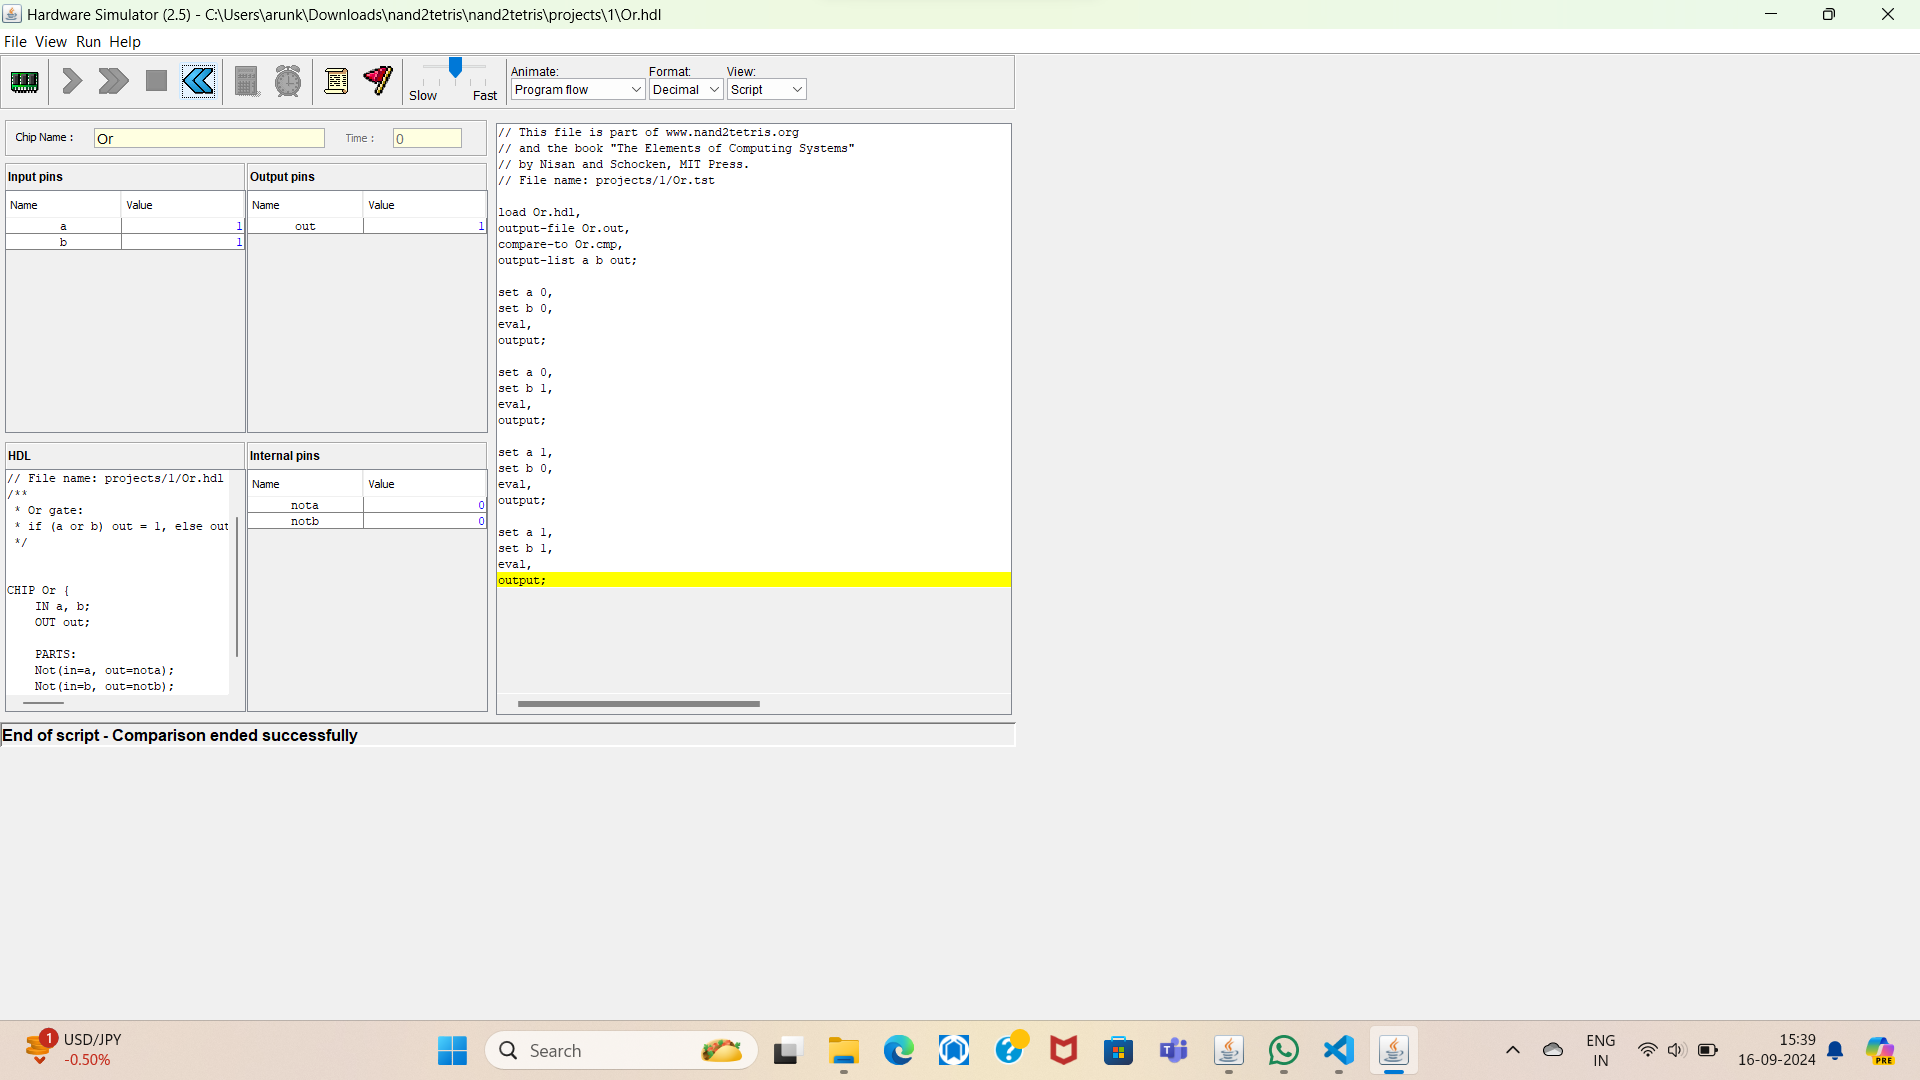 Hardware Simulator (2.5) - C:\Users\arunk\Downloads\nand2tetris\nand2tetris\projects\1\Or.hdl
File View Run Help
Slow Fast
Animate:
Program flow
Format:
Decimal
View:
Script
Chip Name :
Or
Time :
0
Input pins
Name Value
a 1
b 1
Output pins
Name Value
out 1
HDL
// File name: projects/1/Or.hdl
/**
* Or gate:
* if (a or b) out = 1, else out
*/
CHIP Or {
IN a, b;
OUT out;
PARTS:
Not(in=a, out=nota);
Not(in=b, out=notb);
Internal pins
Name Value
nota 0
notb 0
// This file is part of www.nand2tetris.org
// and the book "The Elements of Computing Systems"
// by Nisan and Schocken, MIT Press.
// File name: projects/1/Or.tst
load Or.hdl,
output-file Or.out,
compare-to Or.cmp,
output-list a b out;
set a 0,
set b 0,
eval,
output;
set a 0,
set b 1,
eval,
output;
set a 1,
set b 0,
eval,
output;
set a 1,
set b 1,
eval,
output;
End of script - Comparison ended successfully
1
USD/JPY
-0.50%
Search
ENG
IN
15:39
16-09-2024
PRE